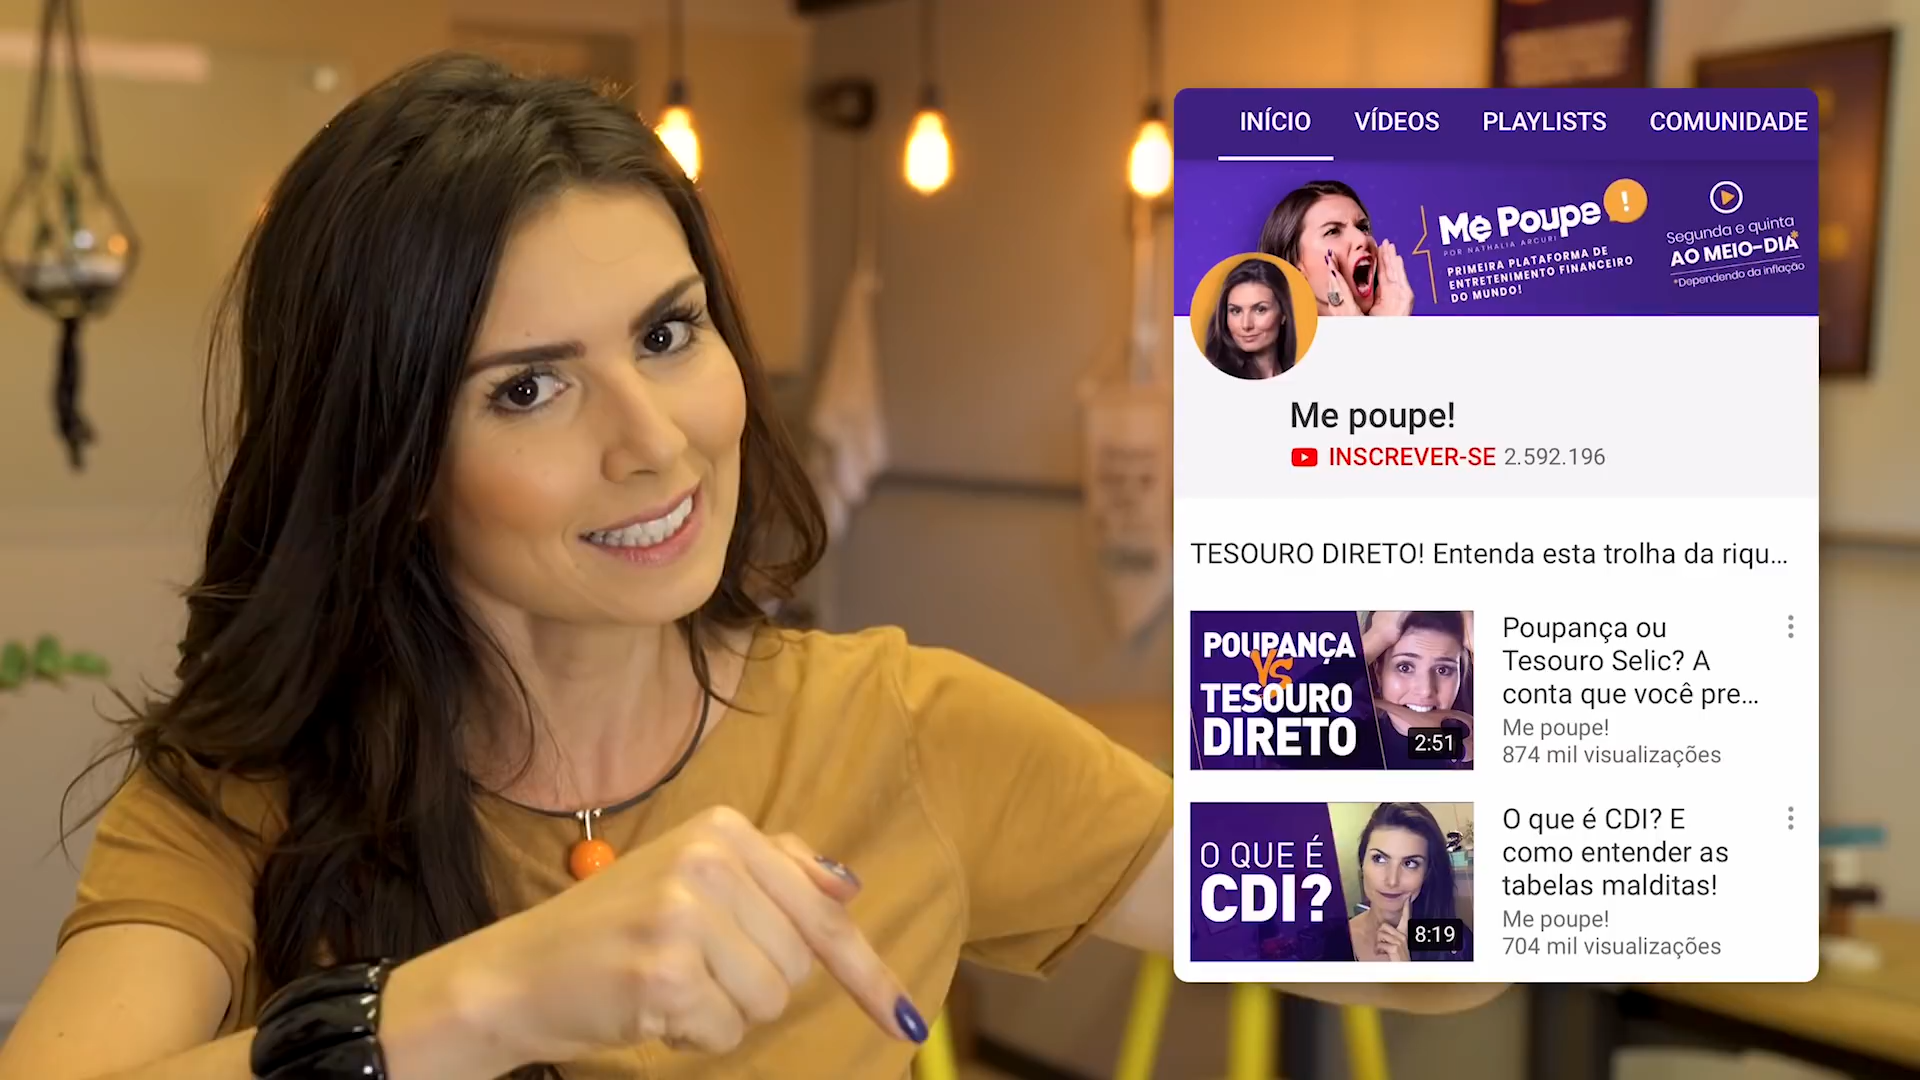 INÍCIO VÍDEOS PLAYLISTS COMUNIDADE
Me Poupe !
POR NATHALIA ARCURI
PRIMEIRA PLATAFORMA DE
ENTRETENIMENTO FINANCEIRO
DO MUNDO!
Segunda e quinta
AO MEIO-DIA*
*Dependendo da inflação
Me poupe!
INSCREVER-SE 2.592.196
TESOURO DIRETO! Entenda esta trolha da riqu...
POUPANÇA
VS
TESOURO
DIRETO
2:51
Poupança ou
Tesouro Selic? A
conta que você pre...
Me poupe!
874 mil visualizações
O QUE É
CDI?
8:19
O que é CDI? E
como entender as
tabelas malditas!
Me poupe!
704 mil visualizações